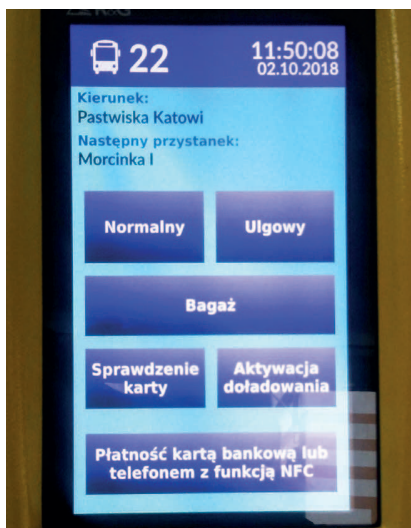 22
11:50:08
02.10.2018
Kierunek:
Pastwiska Katowi
Następny przystanek:
Morcinka I
Normalny
Ulgowy
Bagaż
Sprawdzenie
karty
Aktywacja
doładowania
Płatność kartą bankową lub
telefonem z funkcją NFC